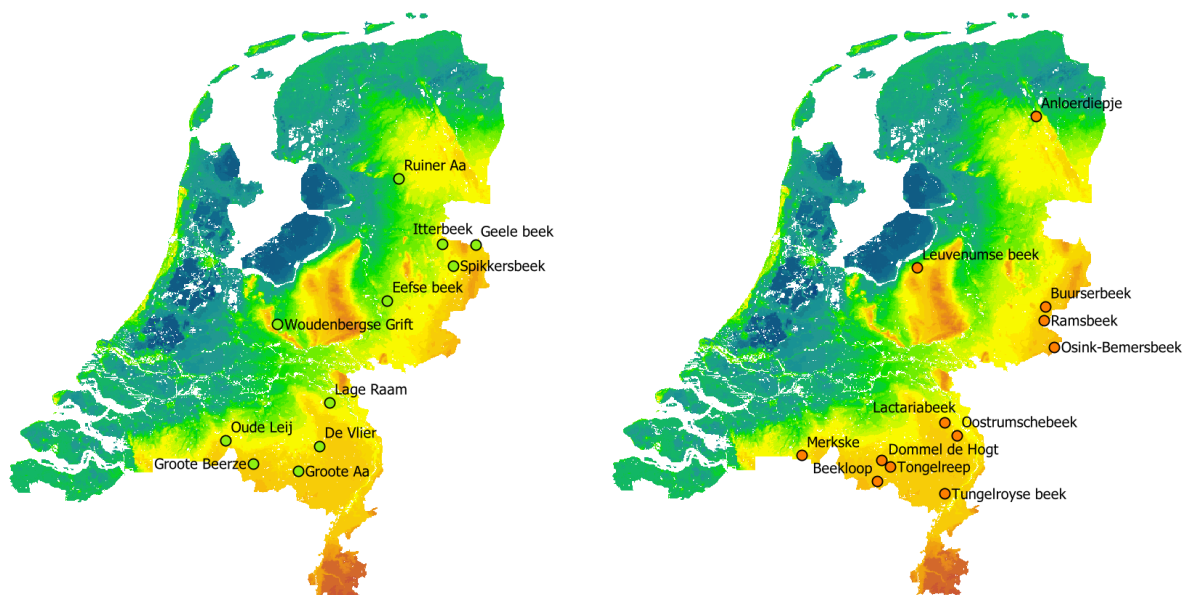 Ruiner Aa
Itterbeek
Geele beek
Spikkersbeek
Eefse beek
Woudenbergse Grift
Lage Raam
Oude Leij
De Vlier
Groote Beerze
Groote Aa
Anloerdiepje
Leuvenumse beek
Buurserbeek
Ramsbeek
Osink-Bemersbeek
Lactariabeek
Oostrumschebeek
Merkske
Dommel de Hogt
Beekloop
Tongelreep
Tungelroyse beek